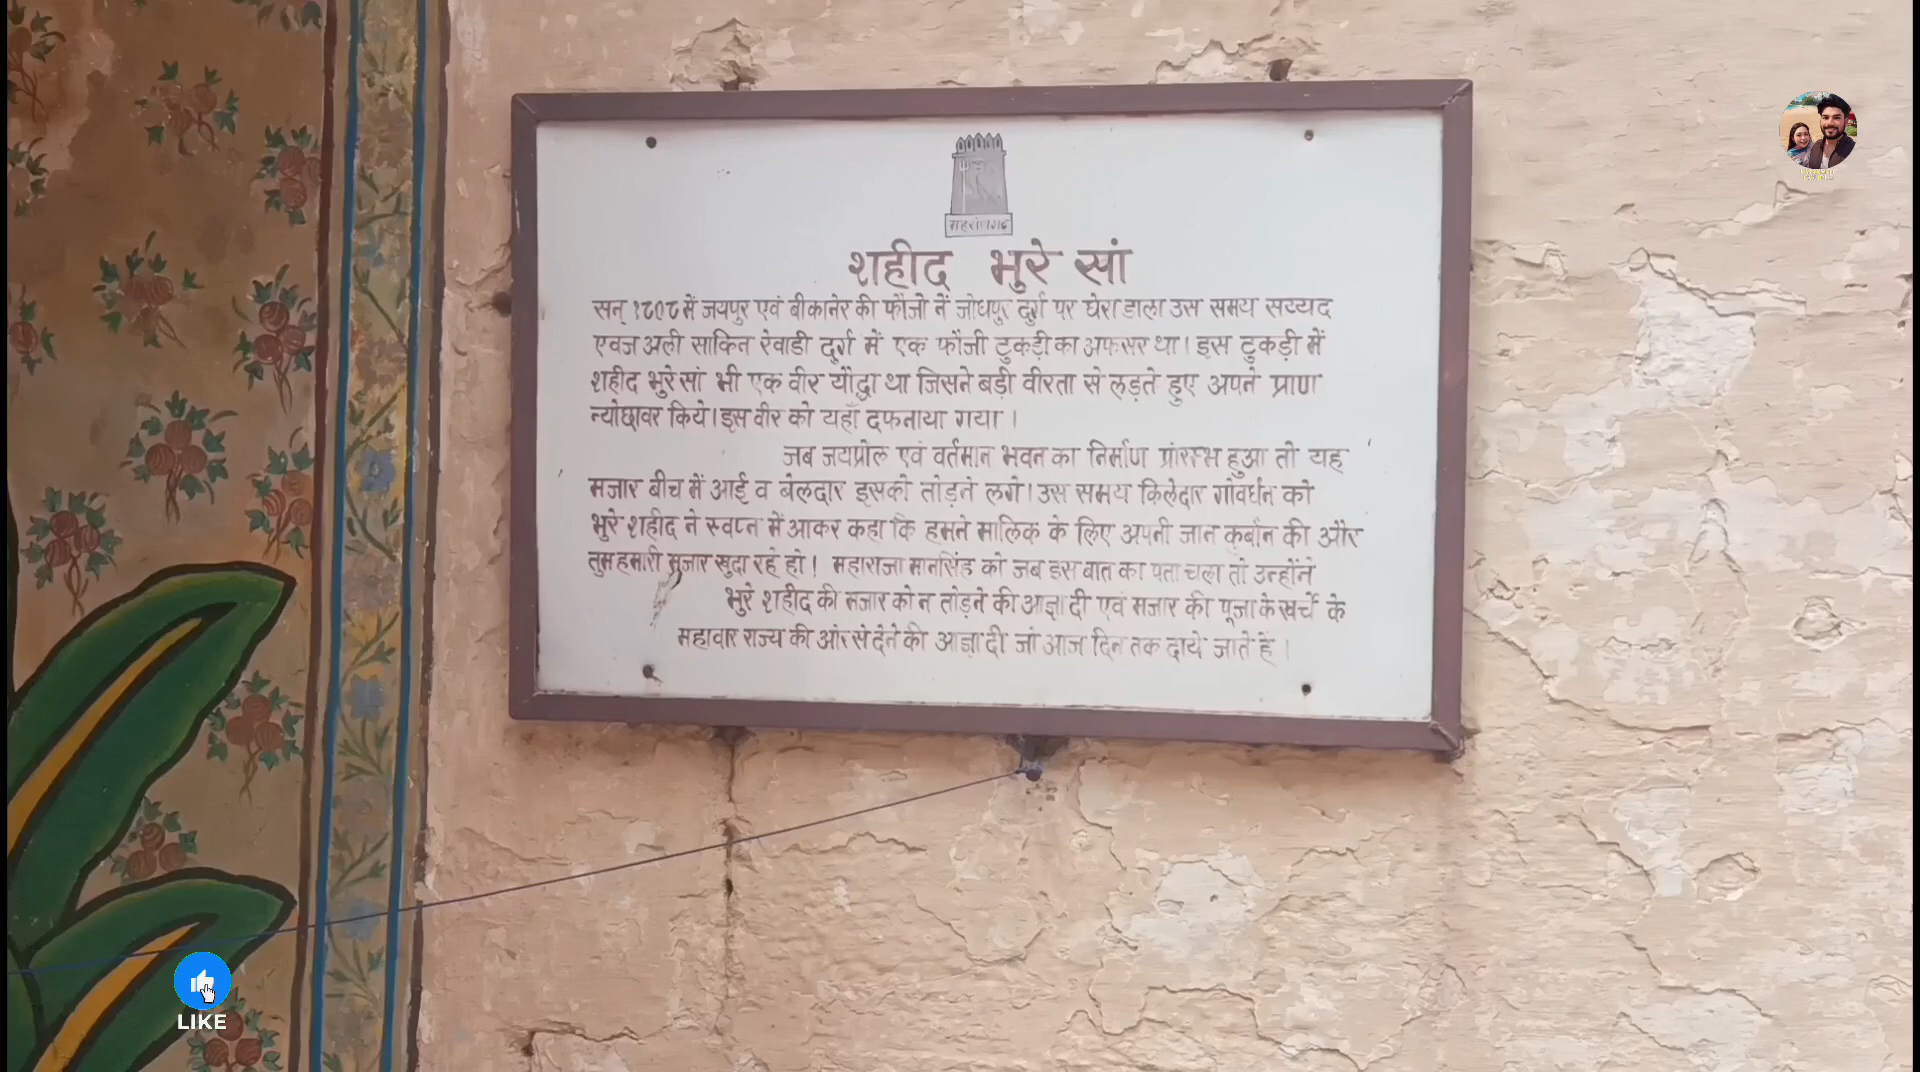 महरानगढ
शहीद भुरे खां
सन् १८०८ में जयपुर एवं बीकानेर की फौजो नें जोधपुर दुर्ग पर घेरा डाला उस समय सय्यद
एवज अली साकिन रेवाडी दुर्ग में एक फौजी टुकड़ी का अफसर था। इस टुकड़ी में
शहीद भुरे खां भी एक वीर यौद्धा था जिसने बड़ी वीरता से लड़ते हुए अपने प्राण
न्योछावर किये। इस वीर को यहाँ दफनाया गया।
जब जयप्रोल एवं वर्तमान भवन का निर्माण प्रांरम्भ हुआ तो यह
मजार बीच में आई व बेलदार इसको तोड़ने लगे। उस समय किलेदार गोवर्धन को
भुरे शहीद ने स्वप्न में आकर कहा कि हमने मालिक के लिए अपनी जान कुर्बान की और
तुम हमारी मजार खुदा रहे हो! महाराजा मानसिंह को जब इस बात का पता चला तो उन्होंने
भुरे शहीद की मजार को न तोड़ने की आज्ञा दी एवं मजार की पूजा के खर्चे के
महावार राज्य की ओर से देने की आज्ञा दी जो आज दिन तक दाये जाते है।
LIKE